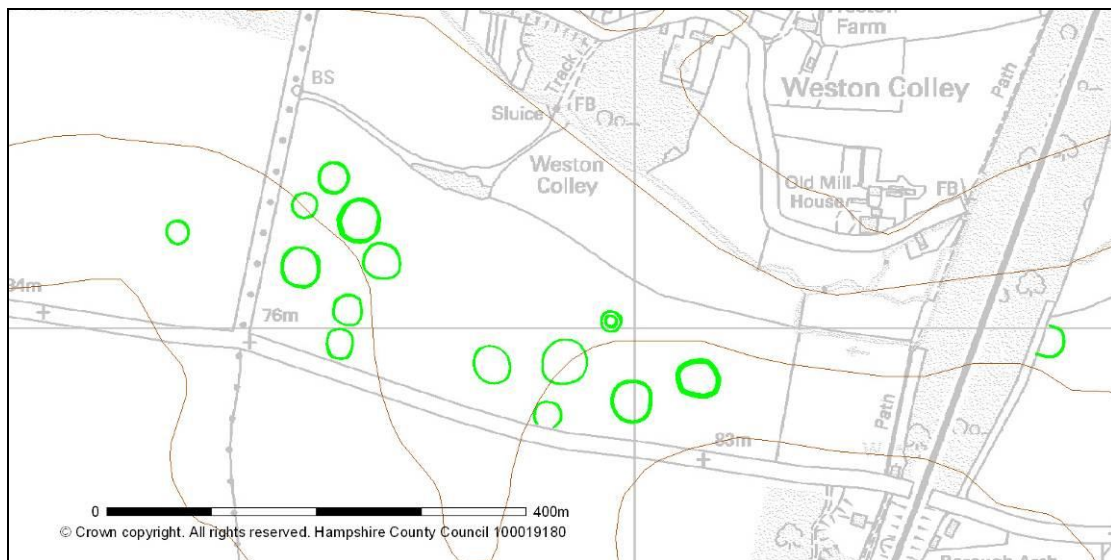 Farm
BS
Track
Sluice
FB
Weston Colley
Path
Weston
Colley
Old Mill
House
FB
76m
Path
83m
0 400m
© Crown copyright. All rights reserved. Hampshire County Council 100019180